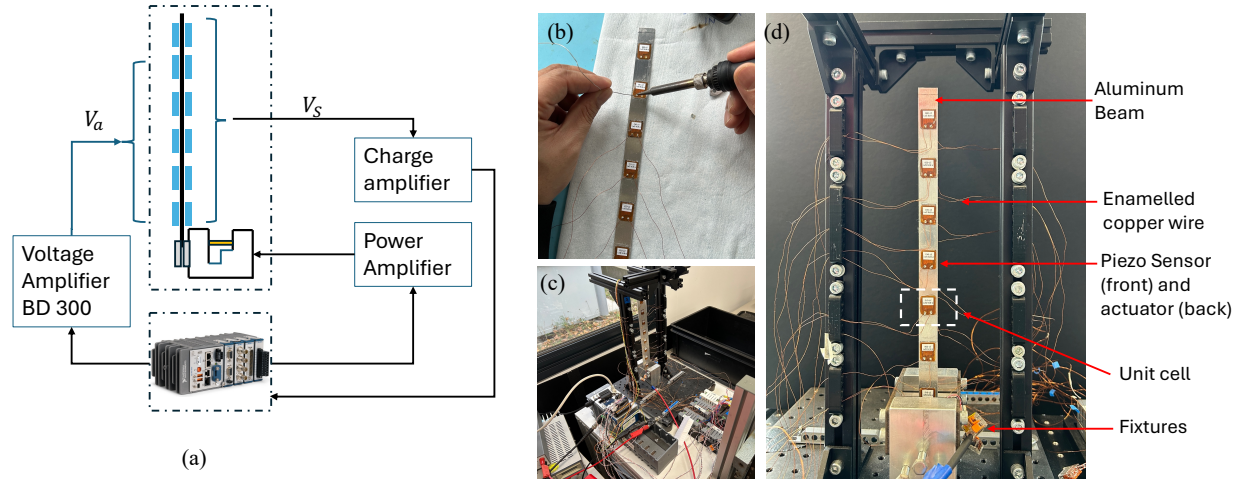 (a)
V_a
V_S
Charge
amplifier
Voltage
Amplifier
BD 300
Power
Amplifier
(b)
(c)
(d)
Aluminum
Beam
Enamelled
copper wire
Piezo Sensor
(front) and
actuator (back)
Unit cell
Fixtures